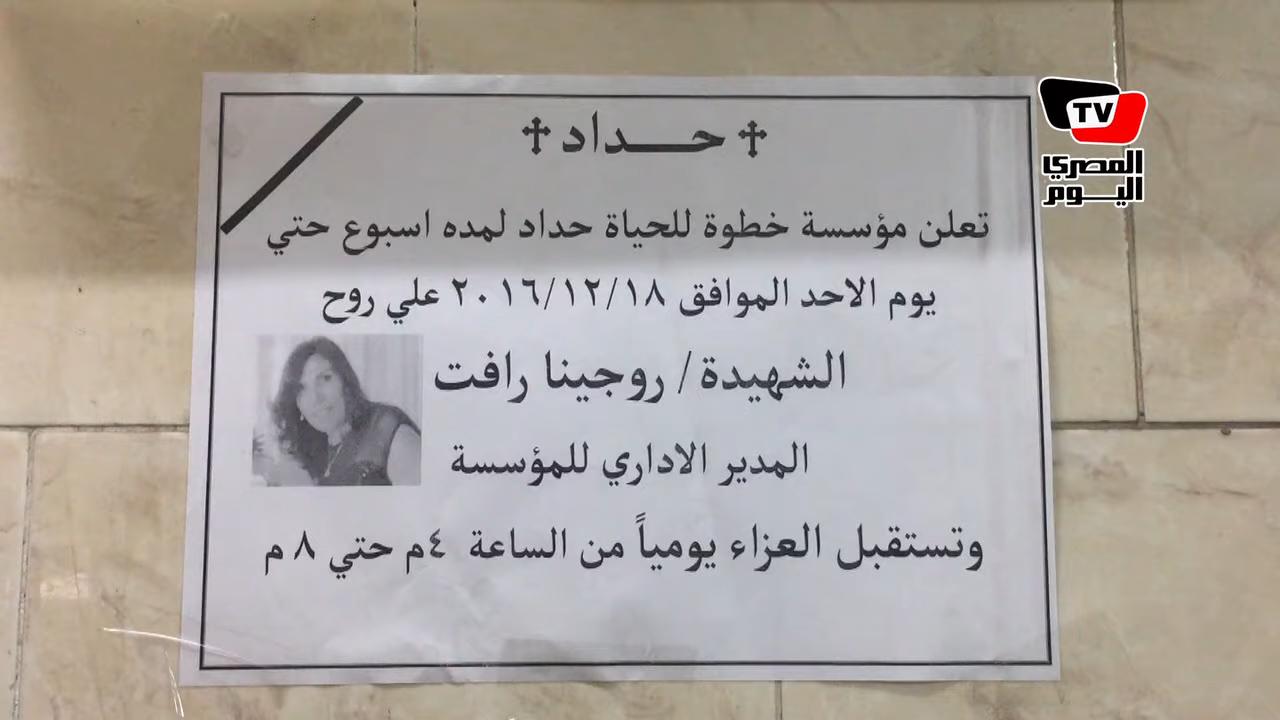 ✝ حـــداد ✝
تعلن مؤسسة خطوة للحياة حداد لمده اسبوع حتي
يوم الاحد الموافق ٢٠١٦/١٢/١٨ علي روح
الشهيدة/ روجينا رافت
المدير الاداري للمؤسسة
وتستقبل العزاء يومياً من الساعة ٤م حتي ٨ م
TV
المصري
اليوم